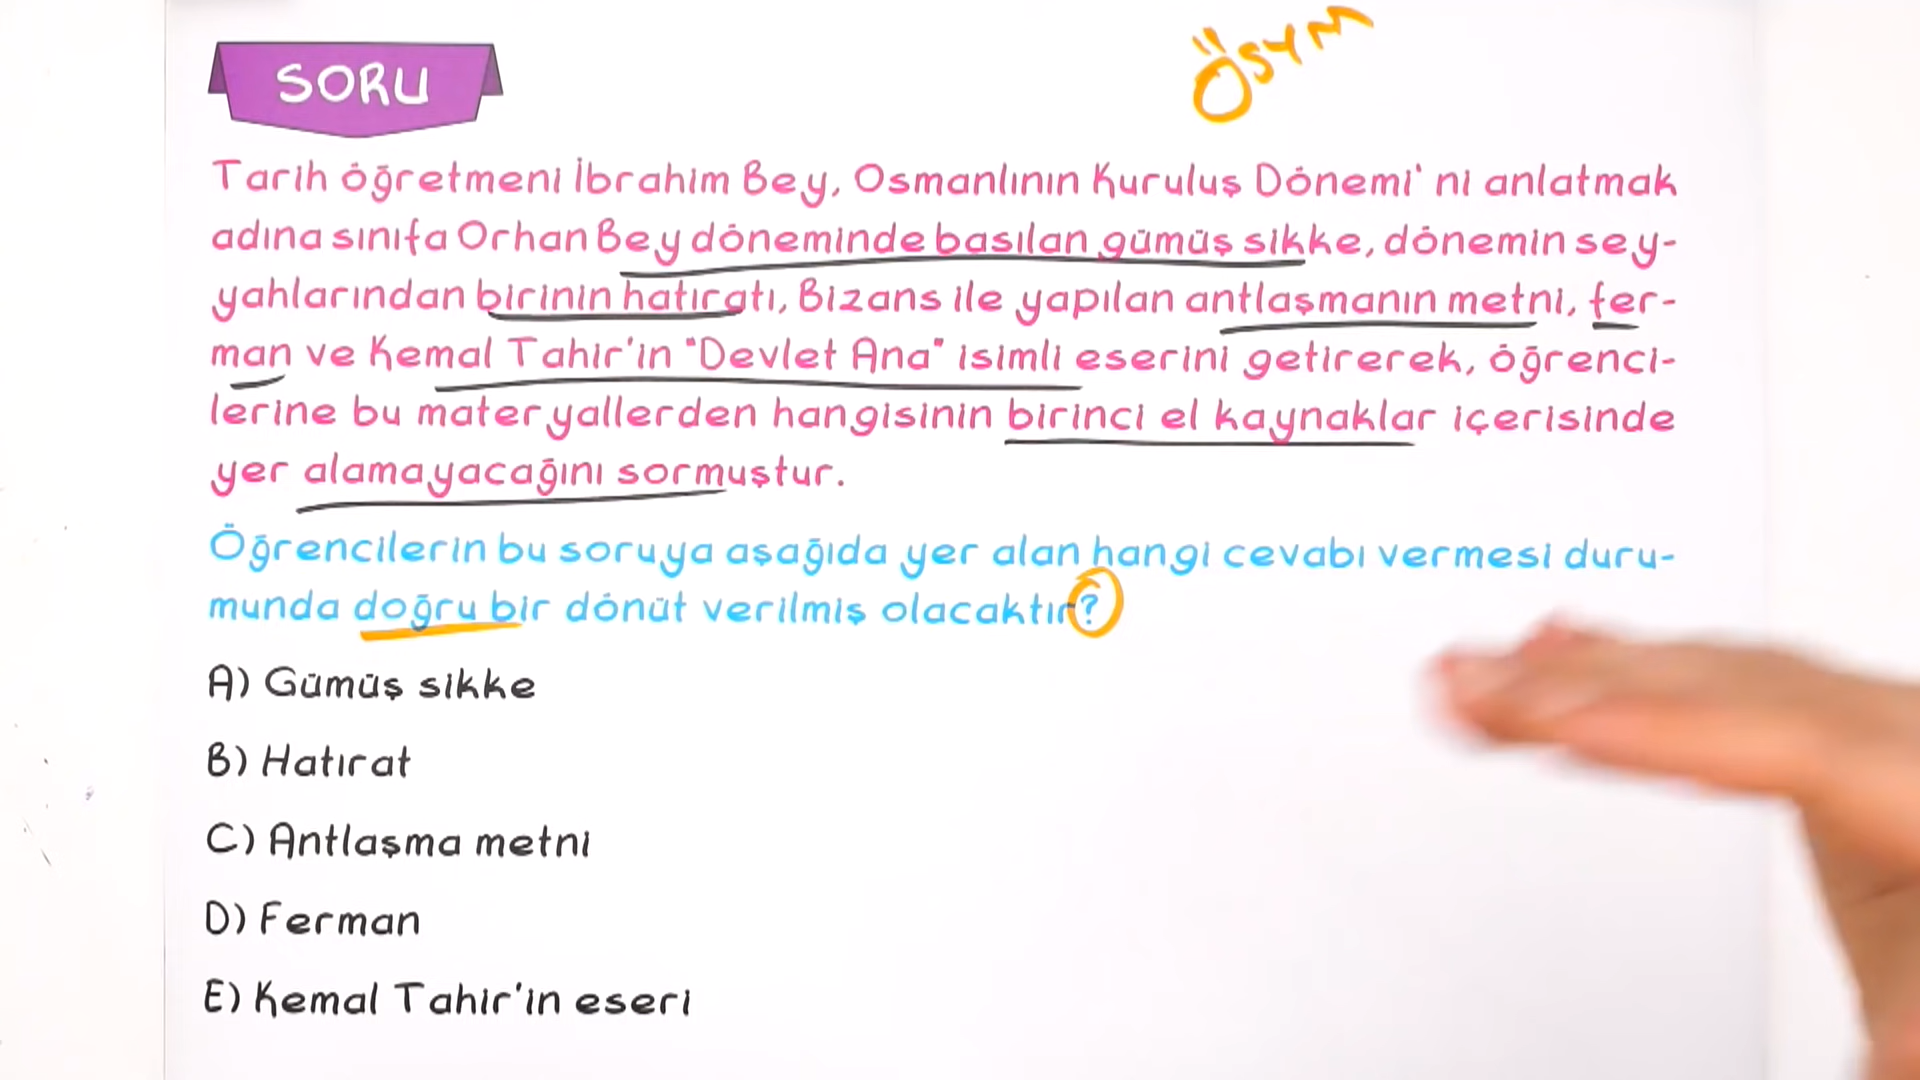 ÖSYM
SORU
Tarih öğretmeni İbrahim Bey, Osmanlının Kuruluş Dönemi' ni anlatmak
adına sınıfa Orhan Bey döneminde basılan gümüş sikke, dönemin sey-
yahlarından birinin hatıratı, Bizans ile yapılan antlaşmanın metni, fer-
man ve Kemal Tahir'in "Devlet Ana" isimli eserini getirerek, öğrenci-
lerine bu materyallerden hangisinin birinci el kaynaklar içerisinde
yer alamayacağını sormuştur.
Öğrencilerin bu soruya aşağıda yer alan hangi cevabı vermesi duru-
munda doğru bir dönüt verilmiş olacaktır?
A) Gümüş sikke
B) Hatırat
C) Antlaşma metni
D) Ferman
E) Kemal Tahir'in eseri